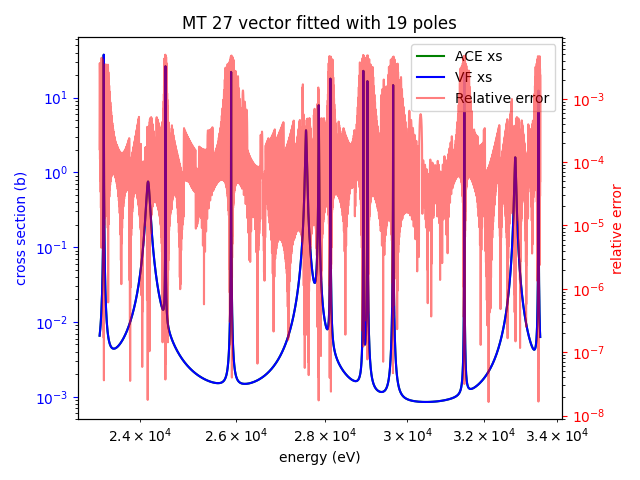 MT 27 vector fitted with 19 poles
ACE xs
VF xs
Relative error
cross section (b)
10¹
10⁰
10⁻¹
10⁻²
10⁻³
relative error
10⁻³
10⁻⁴
10⁻⁵
10⁻⁶
10⁻⁷
10⁻⁸
2.4 × 10⁴ 2.6 × 10⁴ 2.8 × 10⁴ 3 × 10⁴ 3.2 × 10⁴ 3.4 × 10⁴
energy (eV)